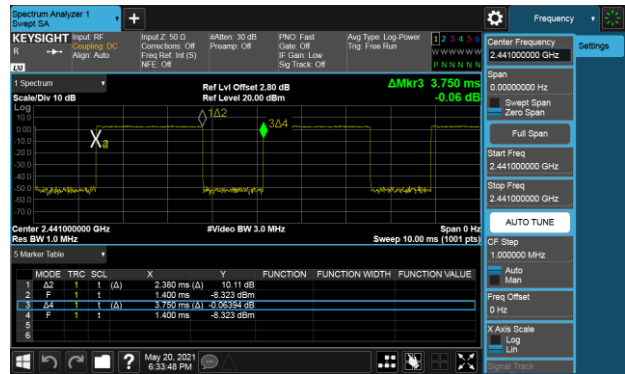 Spectrum Analyzer 1
Swept SA
+
Frequency
KEYSIGHT Input: RF
R Coupling: DC
Align: Auto
LXI
Input Z: 50 Ω
Corrections: Off
Freq Ref: Int (S)
NFE: Off
#Atten: 30 dB
Preamp: Off
PNO: Fast
Gate: Off
IF Gain: Low
Sig Track: Off
Avg Type: Log-Power
Trig: Free Run
1 2 3 4 5 6
W W W W W W
P N N N N N
Center Frequency
2.441000000 GHz
Settings
Span
0.00000000 Hz
Swept Span
Zero Span
Full Span
Start Freq
2.441000000 GHz
Stop Freq
2.441000000 GHz
AUTO TUNE
CF Step
1.000000 MHz
Auto
Man
Freq Offset
0 Hz
X Axis Scale
Log
Lin
Signal Track
1 Spectrum
Scale/Div 10 dB
Ref Lvl Offset 2.80 dB
Ref Level 20.00 dBm
ΔMkr3 3.750 ms
-0.06 dB
Log
10.0
0.00
-10.0
-20.0
-30.0
-40.0
-50.0
-60.0
-70.0
1Δ2
3Δ4
Center 2.441000000 GHz
Res BW 1.0 MHz
#Video BW 3.0 MHz
Span 0 Hz
Sweep 10.00 ms (1001 pts)
5 Marker Table
MODE TRC SCL X Y FUNCTION FUNCTION WIDTH FUNCTION VALUE
1 Δ2 1 t (Δ) 2.380 ms (Δ) 10.11 dB
2 F 1 t 1.400 ms -8.323 dBm
3 Δ4 1 t (Δ) 3.750 ms (Δ) -0.06394 dB
4 F 1 t 1.400 ms -8.323 dBm
5
6
?
May 20, 2021
6:33:48 PM